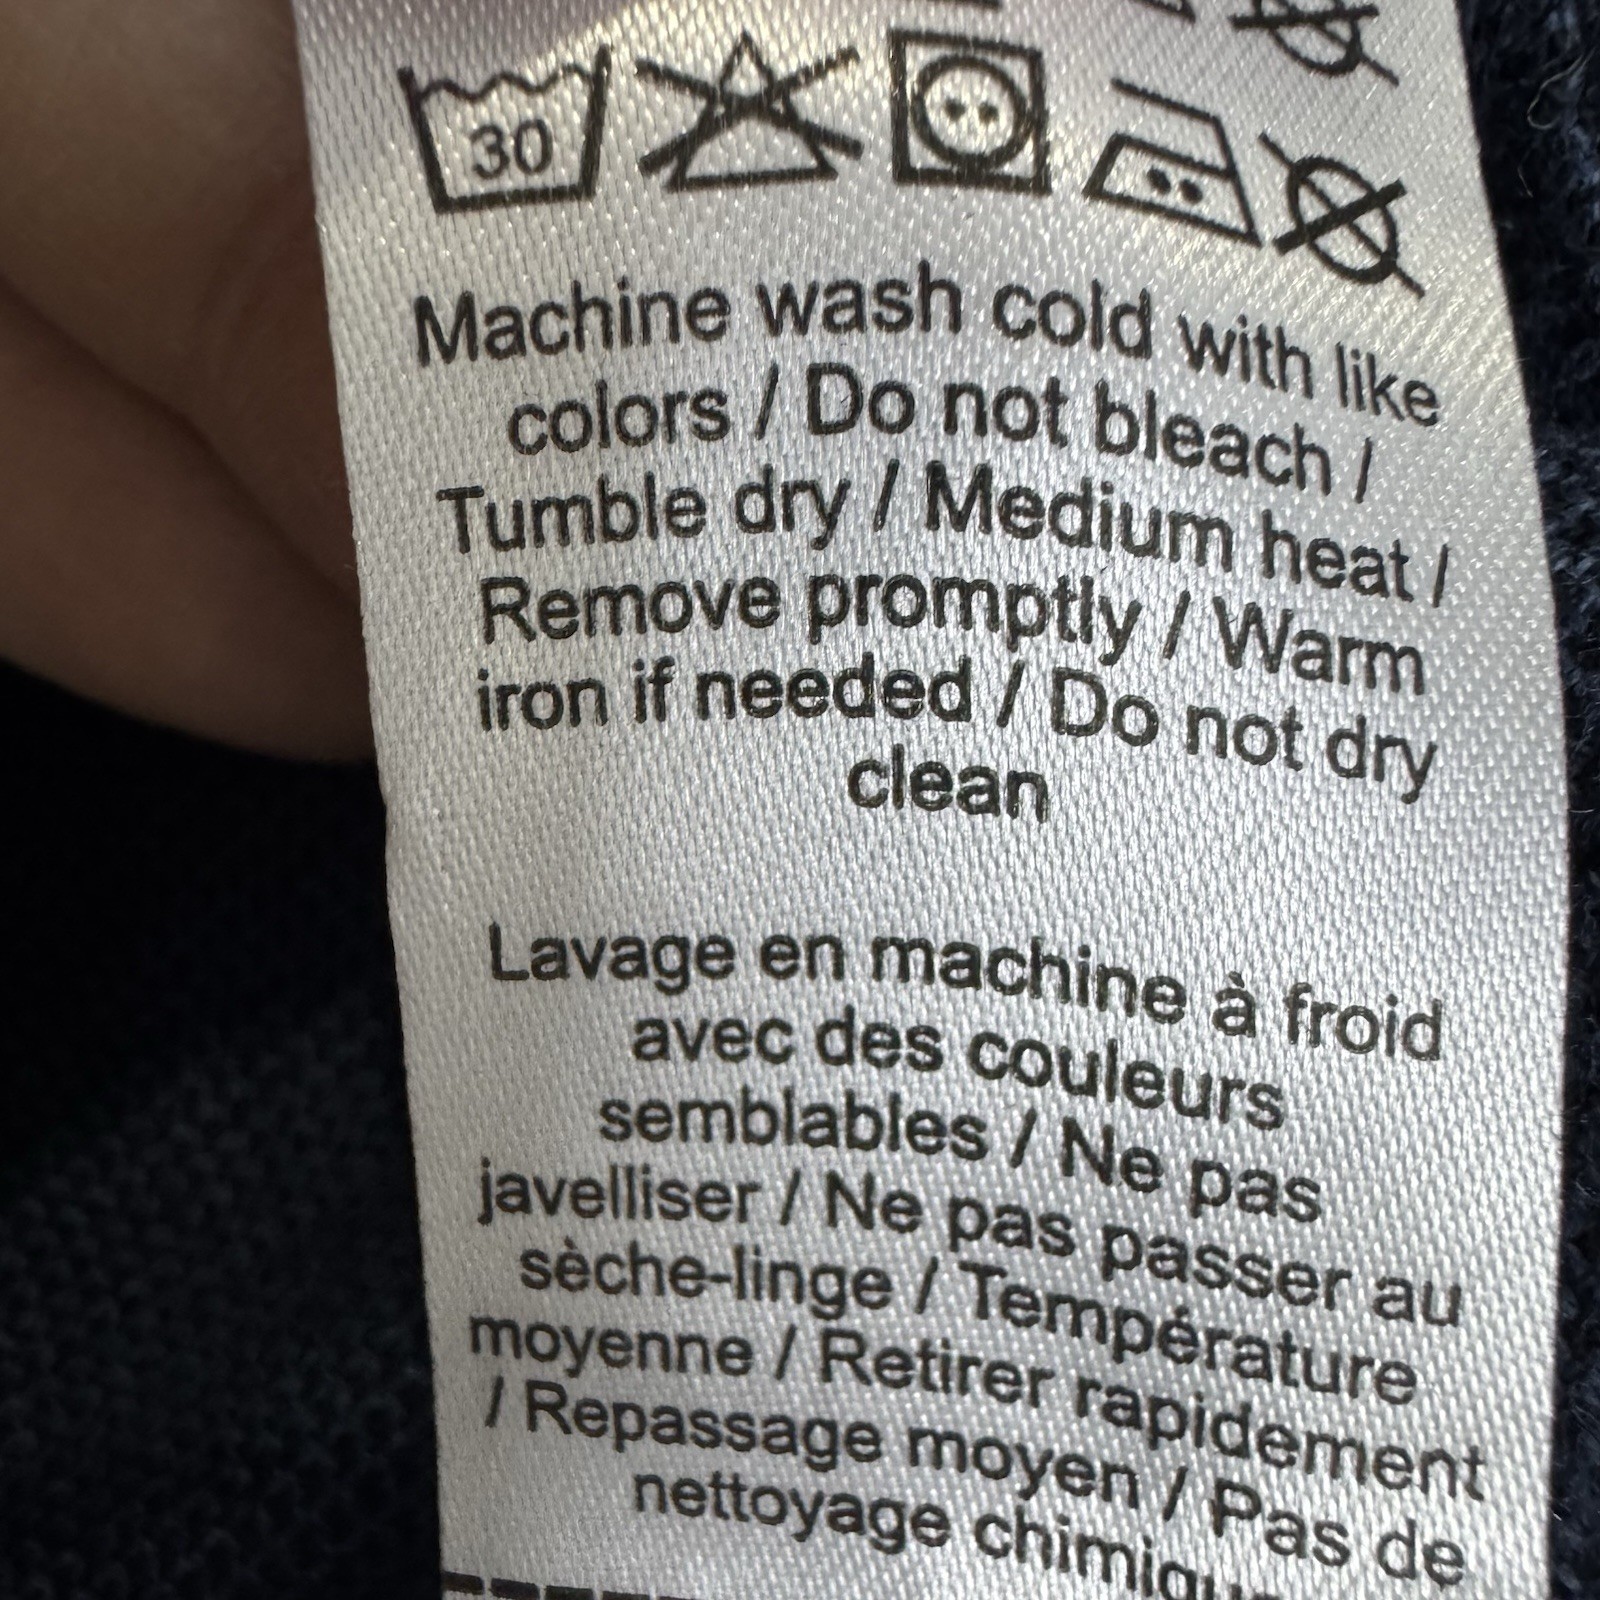 30
Machine wash cold with like
colors / Do not bleach /
Tumble dry / Medium heat /
Remove promptly / Warm
iron if needed / Do not dry
clean
Lavage en machine à froid
avec des couleurs
semblables / Ne pas
javelliser / Ne pas passer au
sèche-linge / Température
moyenne / Retirer rapidement
/ Repassage moyen / Pas de
nettoyage